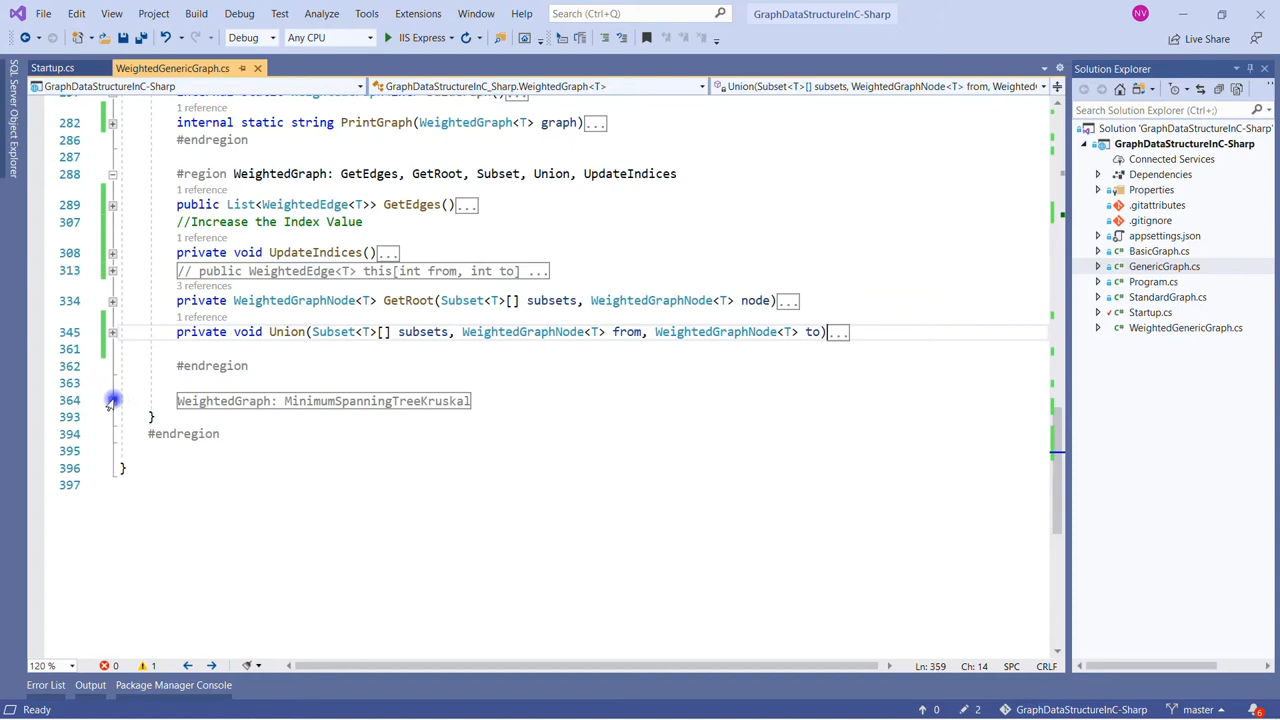 File Edit View Project Build Debug Test Analyze Tools Extensions Window Help Search (Ctrl+Q) GraphDataStructureInC-Sharp NV
Debug Any CPU IIS Express Live Share
SQL Server Object Explorer
Startup.cs WeightedGenericGraph.cs
GraphDataStructureInC-Sharp GraphDataStructureInC_Sharp.WeightedGraph<T> Union(Subset<T>[] subsets, WeightedGraphNode<T> from, WeightedGraphNode<T>
1 reference
282 internal static string PrintGraph(WeightedGraph<T> graph)...
286 #endregion
287
288 #region WeightedGraph: GetEdges, GetRoot, Subset, Union, UpdateIndices
1 reference
289 public List<WeightedEdge<T>> GetEdges()...
307 //Increase the Index Value
1 reference
308 private void UpdateIndices()...
313 // public WeightedEdge<T> this[int from, int to] ...
3 references
334 private WeightedGraphNode<T> GetRoot(Subset<T>[] subsets, WeightedGraphNode<T> node)...
1 reference
345 private void Union(Subset<T>[] subsets, WeightedGraphNode<T> from, WeightedGraphNode<T> to)...
361
362 #endregion
363
364 WeightedGraph: MinimumSpanningTreeKruskal
393 }
394 #endregion
395
396 }
397
Solution Explorer
Search Solution Explorer (Ctrl+;)
Solution 'GraphDataStructureInC-Sharp'
GraphDataStructureInC-Sharp
Connected Services
Dependencies
Properties
.gitattributes
.gitignore
appsettings.json
BasicGraph.cs
GenericGraph.cs
Program.cs
StandardGraph.cs
Startup.cs
WeightedGenericGraph.cs
120 % 0 1 Ln: 359 Ch: 14 SPC CRLF
Error List Output Package Manager Console
Ready 0 2 GraphDataStructureInC-Sharp master 6